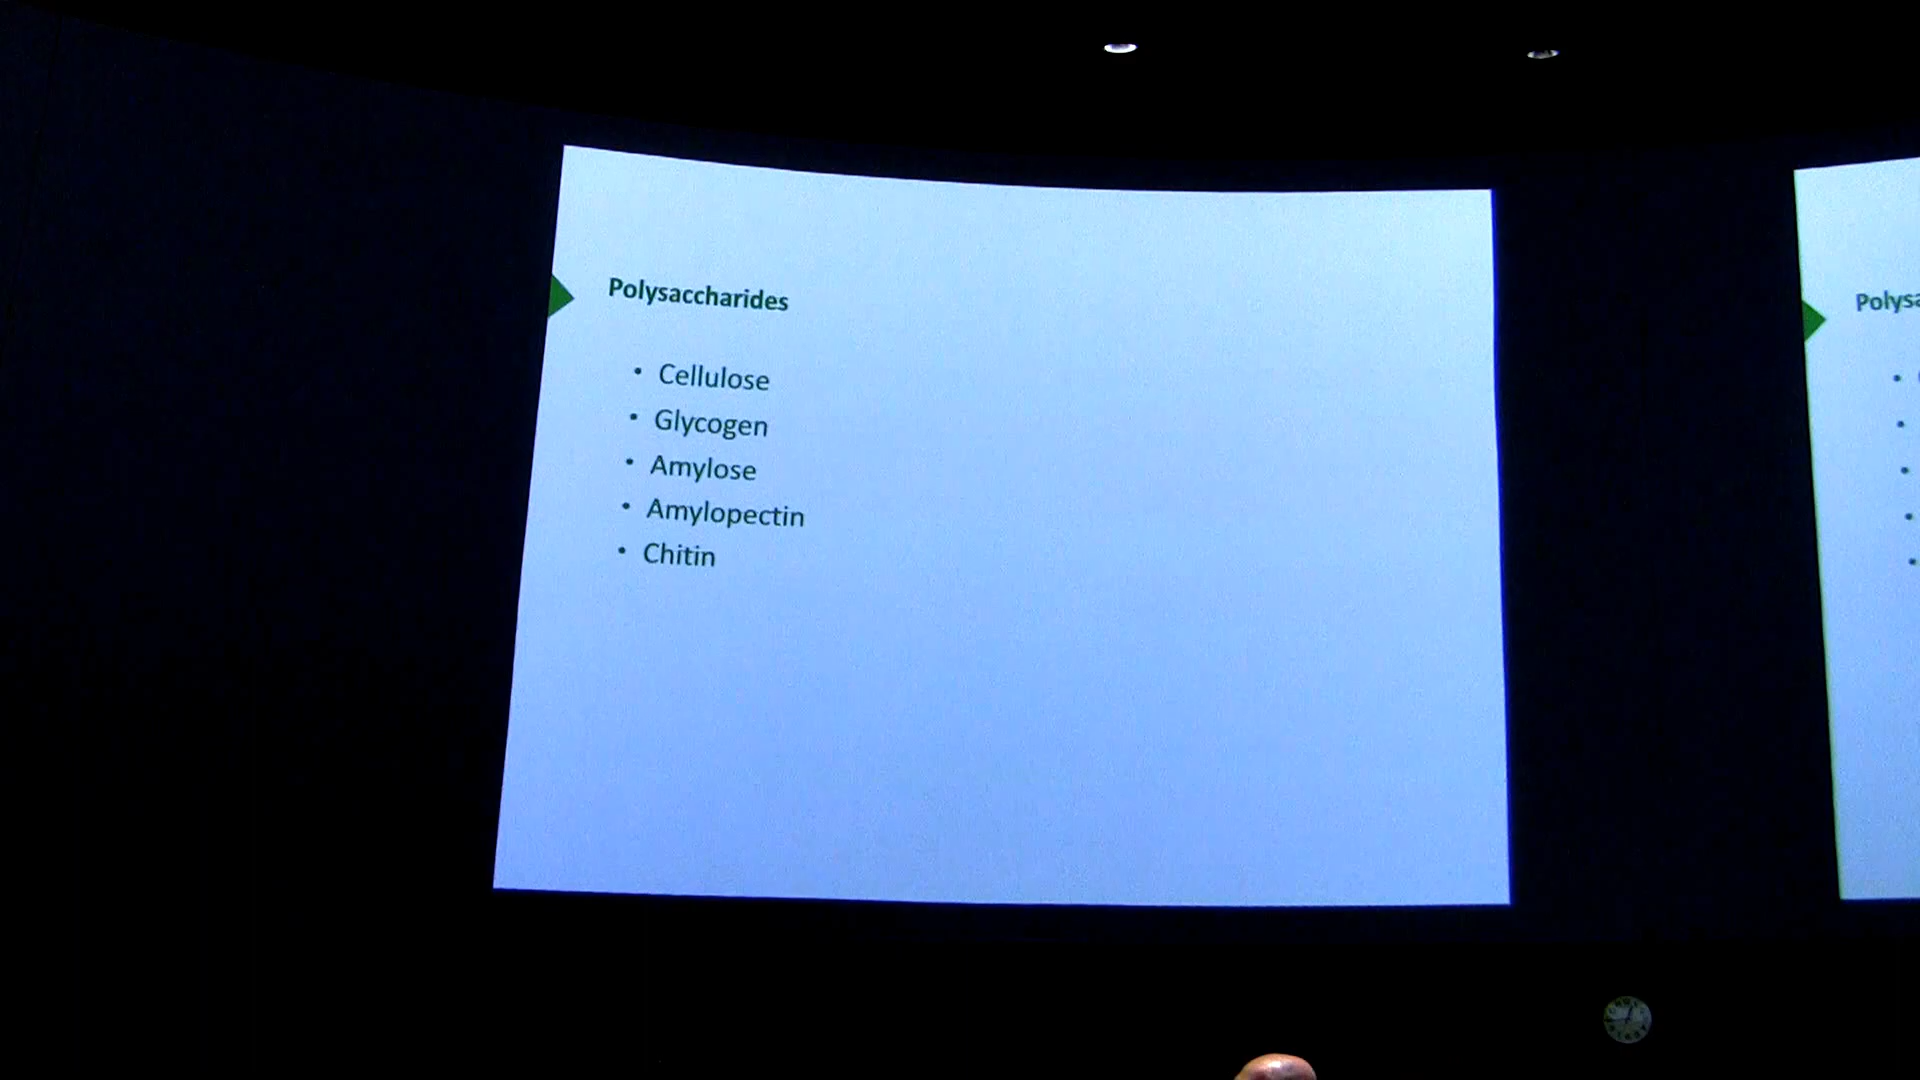 Polysaccharides
• Cellulose
• Glycogen
• Amylose
• Amylopectin
• Chitin
Polysa